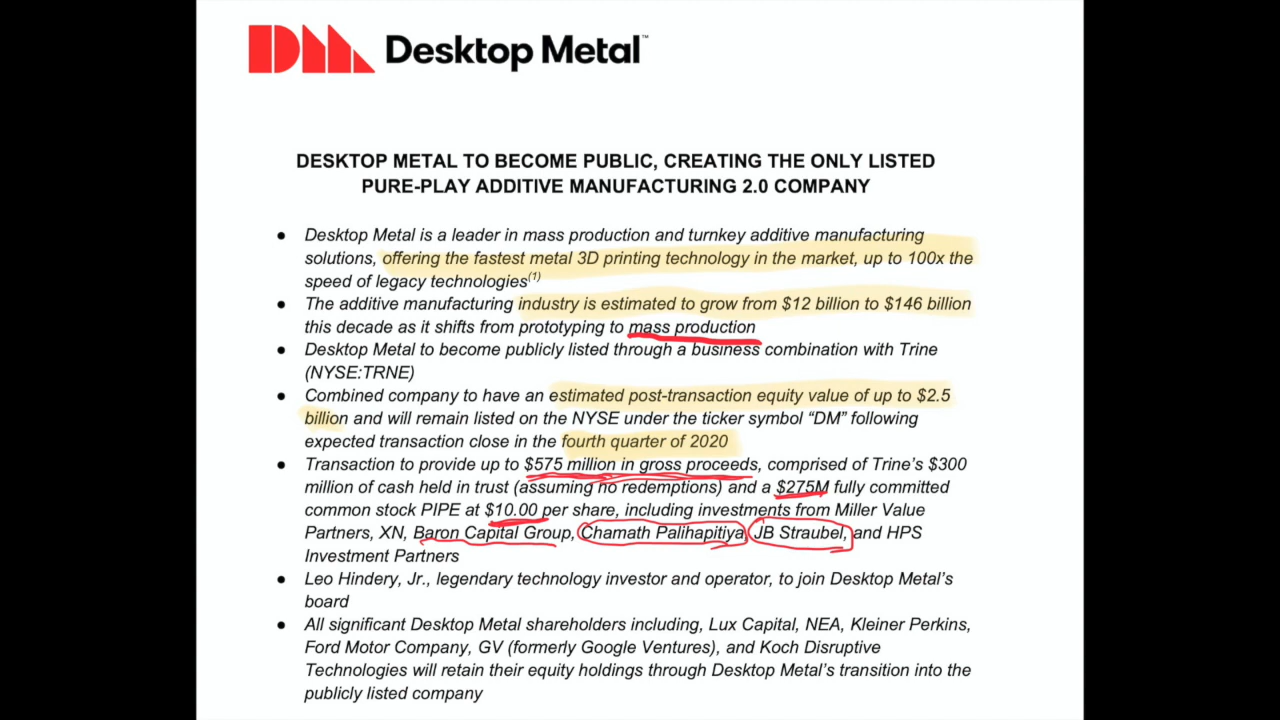 DM Desktop Metal™
DESKTOP METAL TO BECOME PUBLIC, CREATING THE ONLY LISTED
PURE-PLAY ADDITIVE MANUFACTURING 2.0 COMPANY
● Desktop Metal is a leader in mass production and turnkey additive manufacturing
solutions, offering the fastest metal 3D printing technology in the market, up to 100x the
speed of legacy technologies(1)
● The additive manufacturing industry is estimated to grow from $12 billion to $146 billion
this decade as it shifts from prototyping to mass production
● Desktop Metal to become publicly listed through a business combination with Trine
(NYSE:TRNE)
● Combined company to have an estimated post-transaction equity value of up to $2.5
billion and will remain listed on the NYSE under the ticker symbol “DM” following
expected transaction close in the fourth quarter of 2020
● Transaction to provide up to $575 million in gross proceeds, comprised of Trine’s $300
million of cash held in trust (assuming no redemptions) and a $275M fully committed
common stock PIPE at $10.00 per share, including investments from Miller Value
Partners, XN, Baron Capital Group, Chamath Palihapitiya, JB Straubel, and HPS
Investment Partners
● Leo Hindery, Jr., legendary technology investor and operator, to join Desktop Metal’s
board
● All significant Desktop Metal shareholders including, Lux Capital, NEA, Kleiner Perkins,
Ford Motor Company, GV (formerly Google Ventures), and Koch Disruptive
Technologies will retain their equity holdings through Desktop Metal’s transition into the
publicly listed company